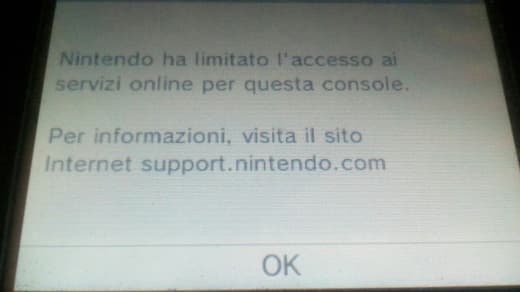 Nintendo ha limitato l'accesso ai
servizi online per questa console.
Per informazioni, visita il sito
Internet support.nintendo.com
OK